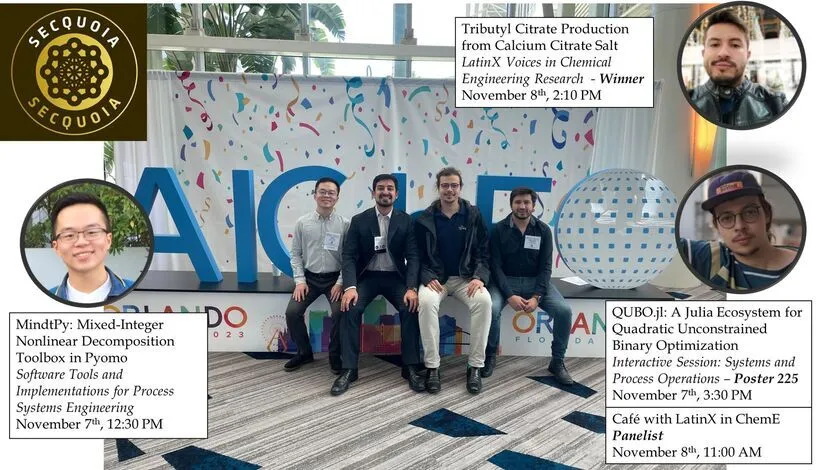 SECQUOIA
SECQUOIA
Tributyl Citrate Production
from Calcium Citrate Salt
LatinX Voices in Chemical
Engineering Research - Winner
November 8th, 2:10 PM
AIChE
ORLANDO
2023
ORLAN
FLORIDA
MindtPy: Mixed-Integer
Nonlinear Decomposition
Toolbox in Pyomo
Software Tools and
Implementations for Process
Systems Engineering
November 7th, 12:30 PM
QUBO.jl: A Julia Ecosystem for
Quadratic Unconstrained
Binary Optimization
Interactive Session: Systems and
Process Operations – Poster 225
November 7th, 3:30 PM
Café with LatinX in ChemE
Panelist
November 8th, 11:00 AM